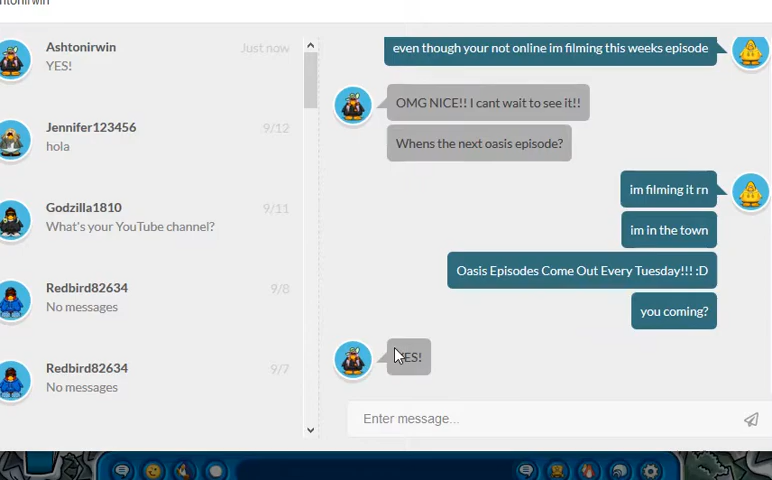 Ashtonirwin
Just now
YES!
Jennifer123456
9/12
hola
Godzilla1810
9/11
What's your YouTube channel?
Redbird82634
9/8
No messages
Redbird82634
9/7
No messages
even though your not online im filming this weeks episode
OMG NICE!! I cant wait to see it!!
Whens the next oasis episode?
im filming it rn
im in the town
Oasis Episodes Come Out Every Tuesday!!! :D
you coming?
YES!
Enter message...